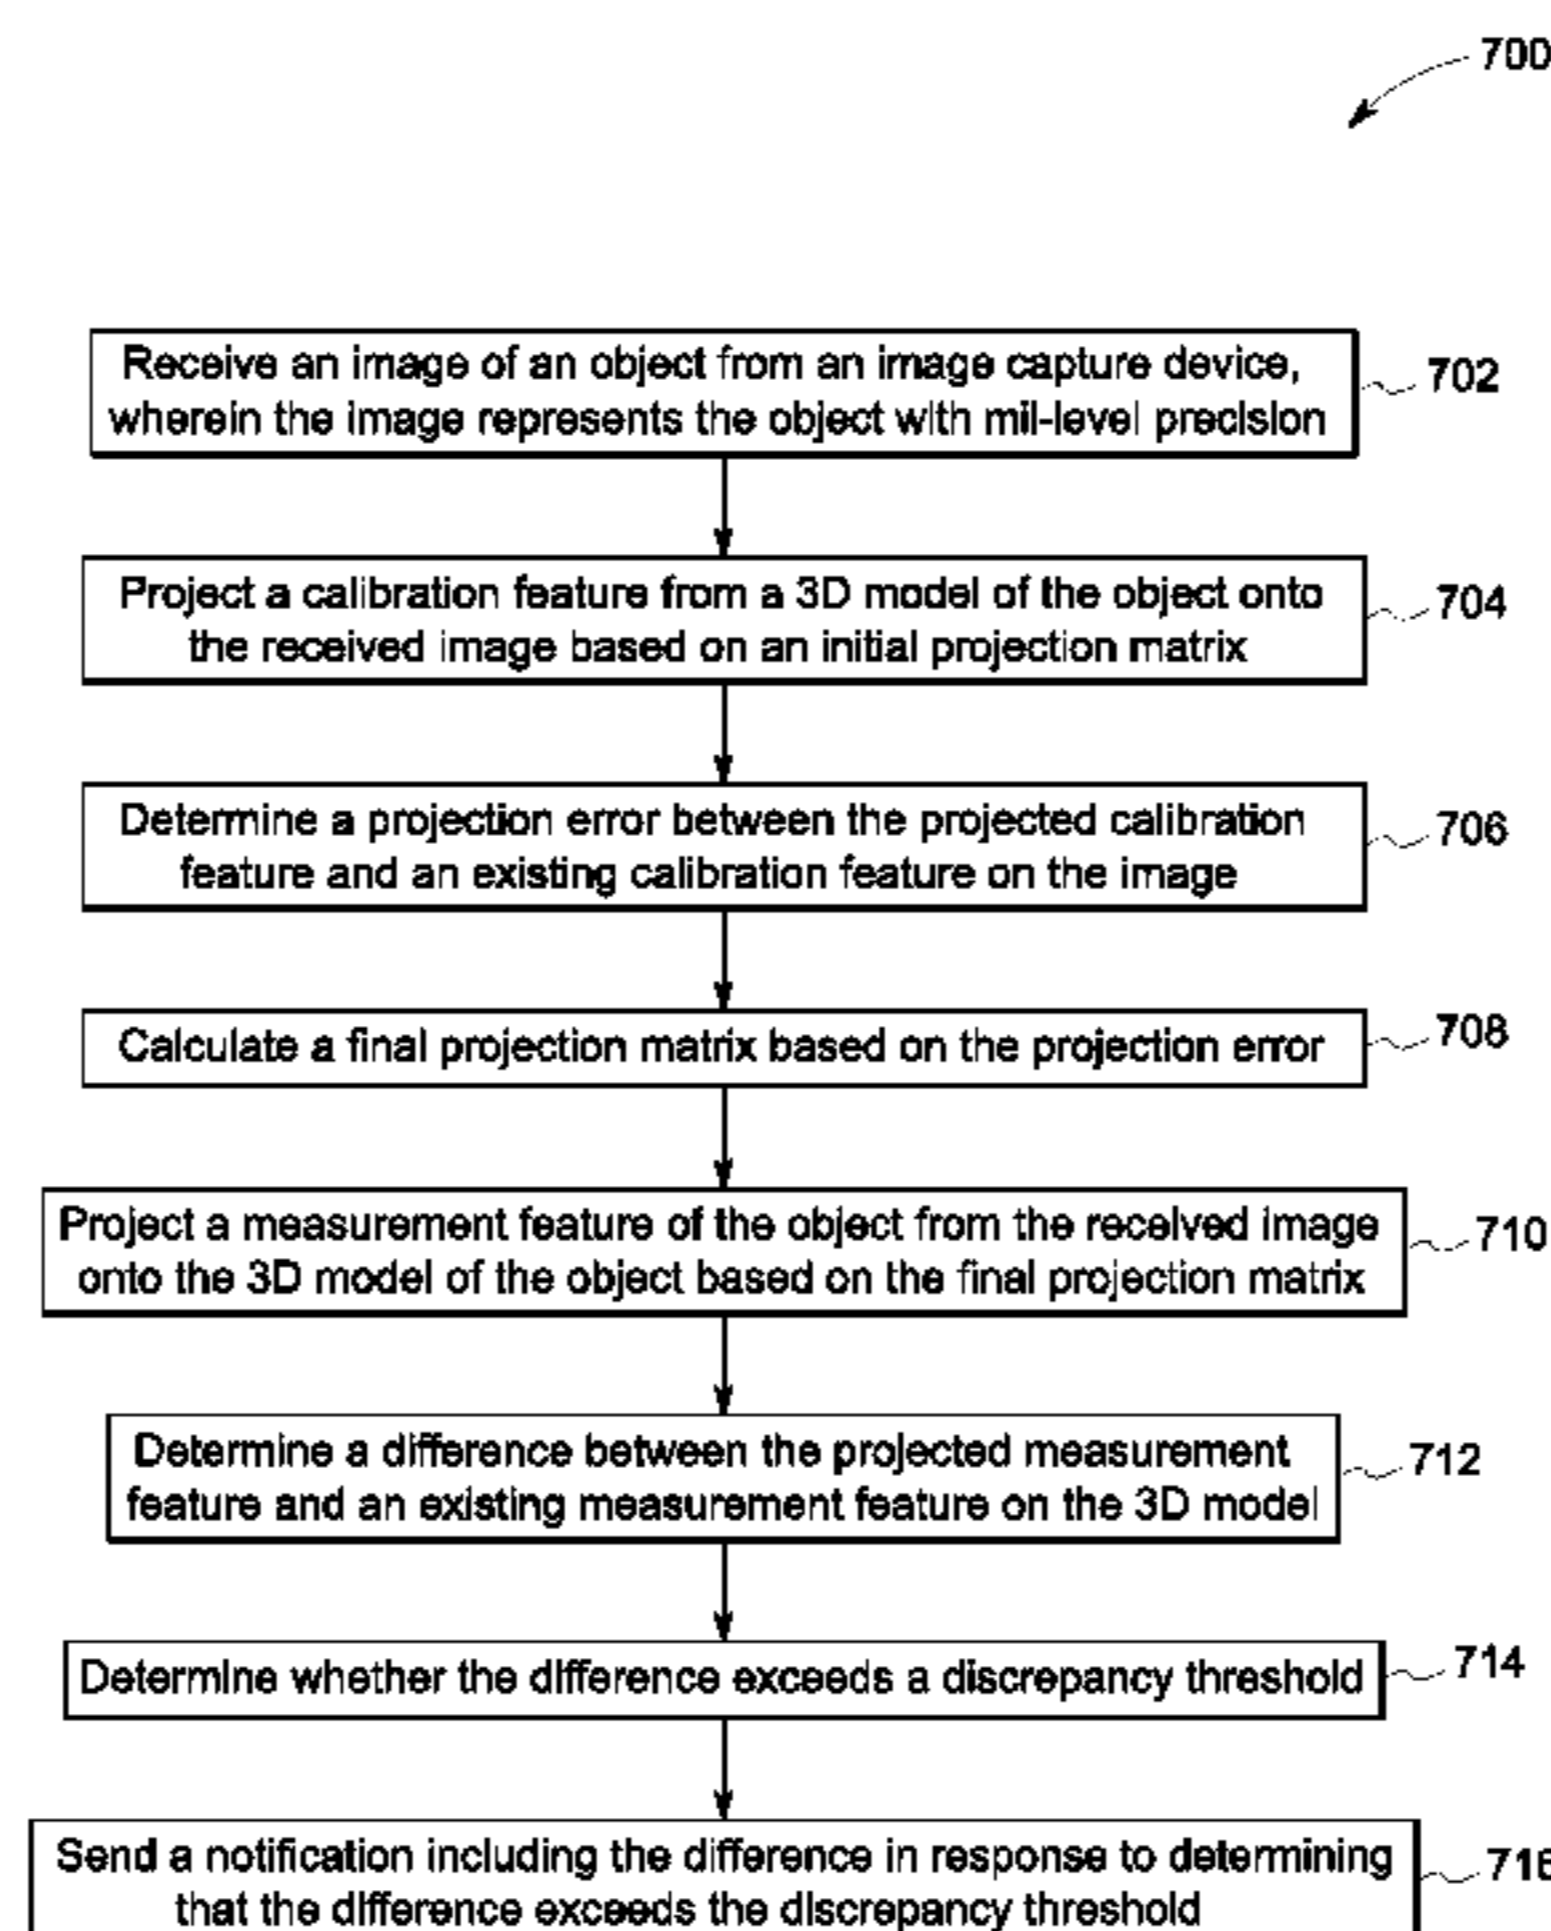 700
Receive an image of an object from an image capture device,
wherein the image represents the object with mil-level precision
702
Project a calibration feature from a 3D model of the object onto
the received image based on an initial projection matrix
704
Determine a projection error between the projected calibration
feature and an existing calibration feature on the image
706
Calculate a final projection matrix based on the projection error
708
Project a measurement feature of the object from the received image
onto the 3D model of the object based on the final projection matrix
710
Determine a difference between the projected measurement
feature and an existing measurement feature on the 3D model
712
Determine whether the difference exceeds a discrepancy threshold
714
Send a notification including the difference in response to determining
that the difference exceeds the discrepancy threshold
716